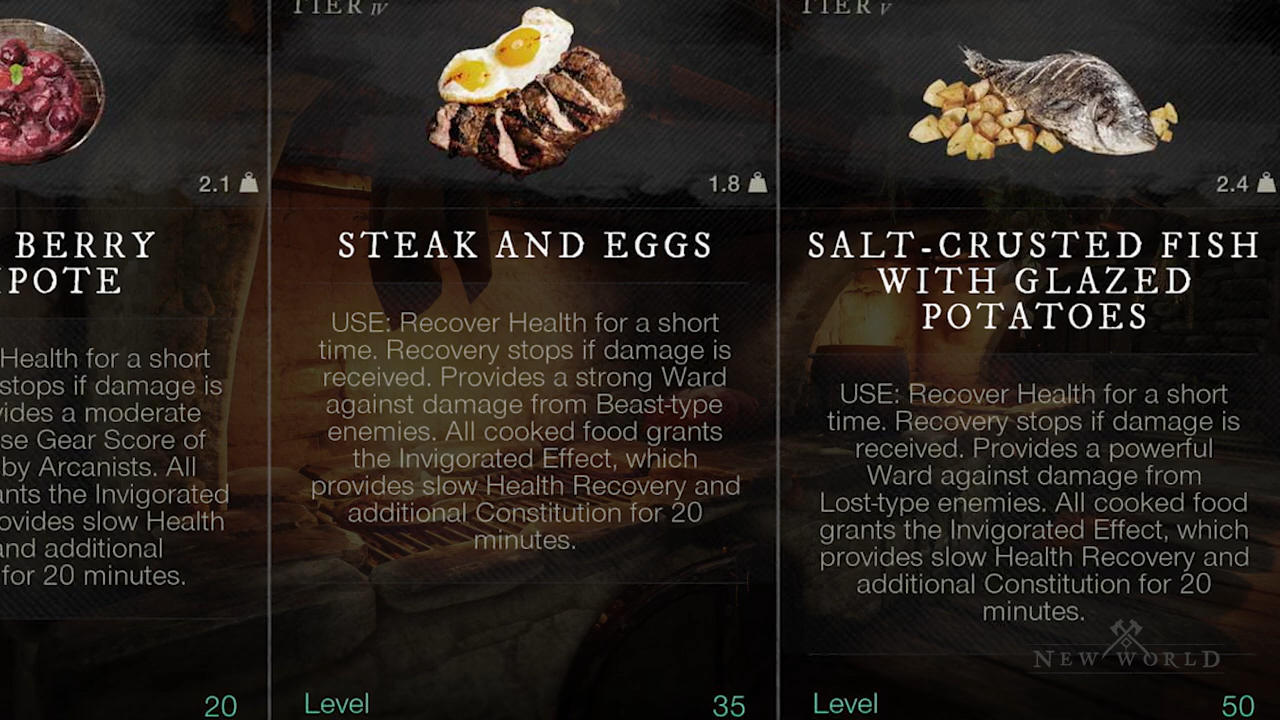 2.1
BERRY
POTE
Health for a short
stops if damage is
vides a moderate
se Gear Score of
by Arcanists. All
ants the Invigorated
ovides slow Health
and additional
for 20 minutes.
20
TIER IV
1.8
STEAK AND EGGS
USE: Recover Health for a short
time. Recovery stops if damage is
received. Provides a strong Ward
against damage from Beast-type
enemies. All cooked food grants
the Invigorated Effect, which
provides slow Health Recovery and
additional Constitution for 20
minutes.
Level 35
TIER V
2.4
SALT-CRUSTED FISH
WITH GLAZED
POTATOES
USE: Recover Health for a short
time. Recovery stops if damage is
received. Provides a powerful
Ward against damage from
Lost-type enemies. All cooked food
grants the Invigorated Effect, which
provides slow Health Recovery and
additional Constitution for 20
minutes.
NEW WORLD
Level 50